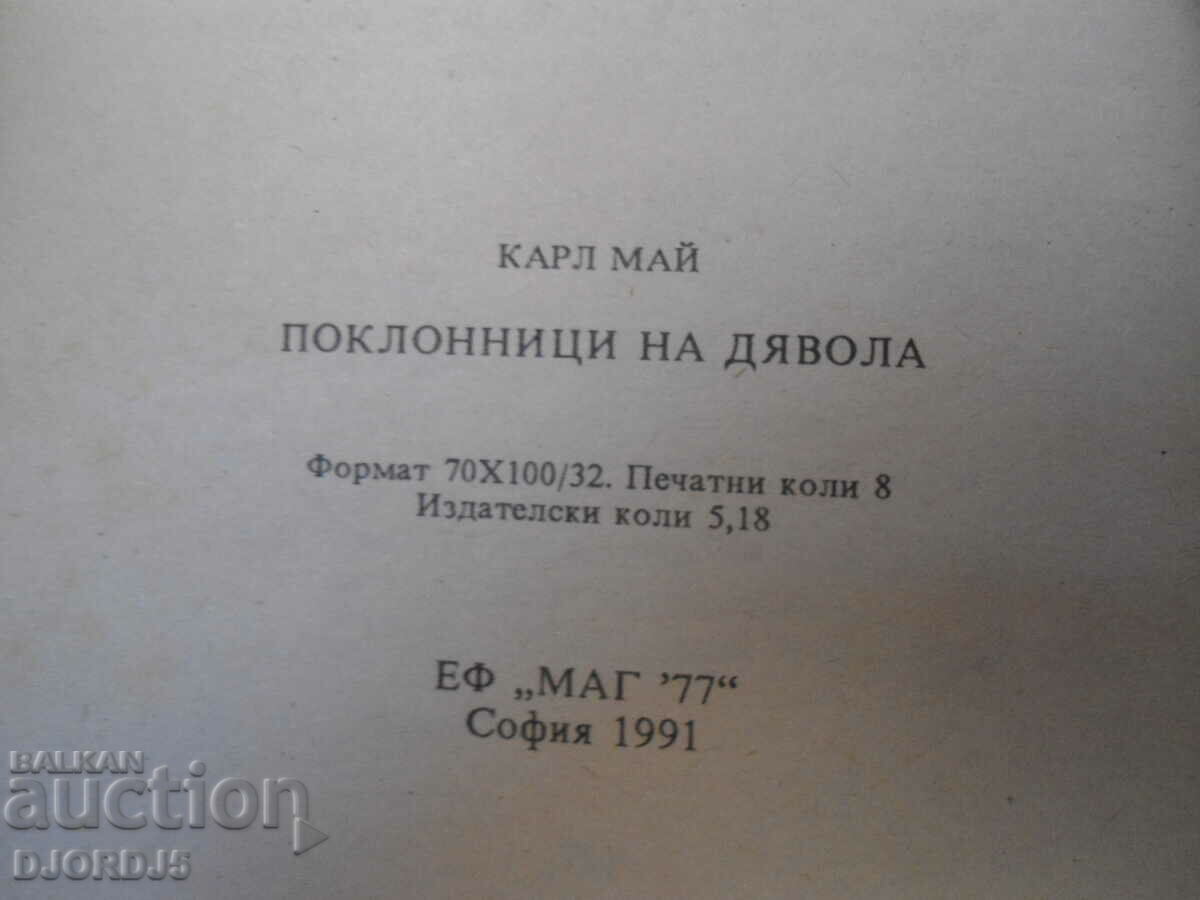 КАРЛ МАЙ
ПОКЛОННИЦИ НА ДЯВОЛА
Формат 70X100/32. Печатни коли 8
Издателски коли 5,18
ЕФ „МАГ ’77“
София 1991
BALKAN
auction
DJORDJ5